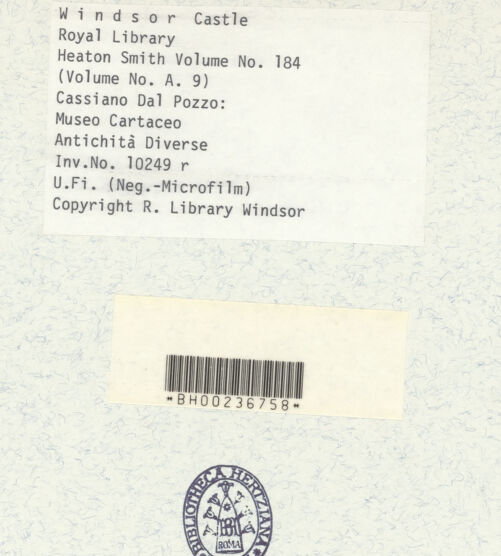 W i n d s o r Castle
Royal Library
Heaton Smith Volume No. 184
(Volume No. A. 9)
Cassiano Dal Pozzo:
Museo Cartaceo
Antichità Diverse
Inv.No. 10249 r
U.Fi. (Neg.-Microfilm)
Copyright R. Library Windsor
*BH00236758*
BIBLIOTHECA HERTZIANA
BH
ROMA